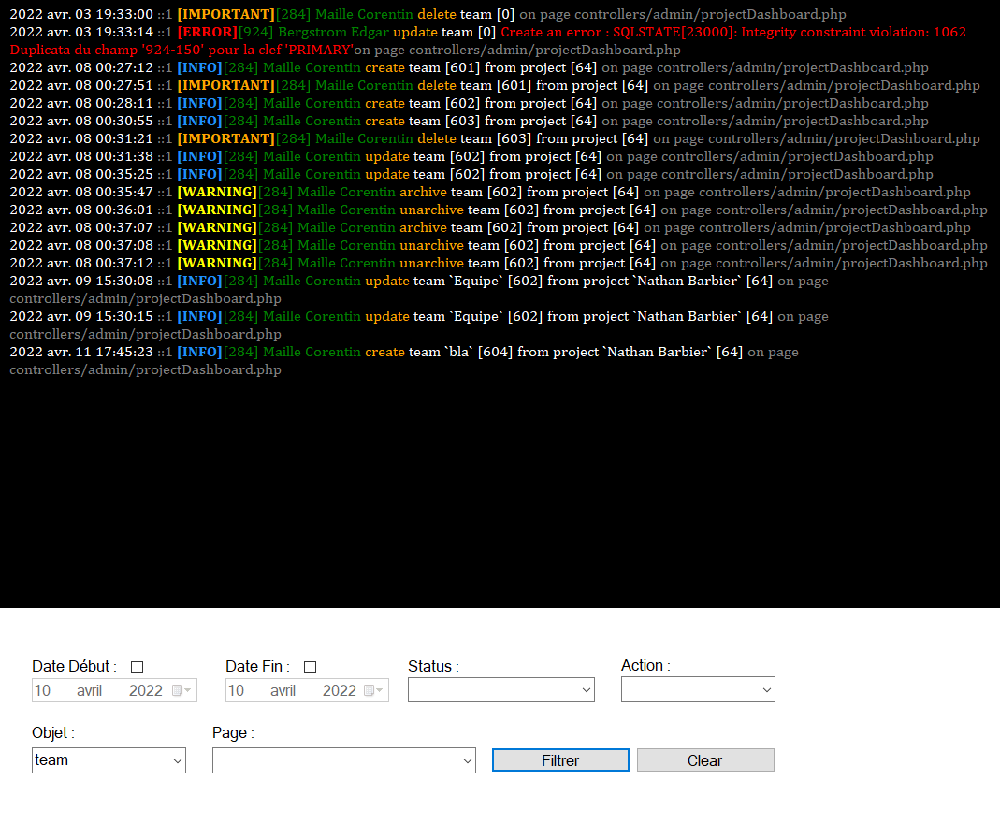 2022 avr. 03 19:33:00 ::1 [IMPORTANT][284] Maille Corentin delete team [0] on page controllers/admin/projectDashboard.php
2022 avr. 03 19:33:14 ::1 [ERROR][924] Bergstrom Edgar update team [0] Create an error : SQLSTATE[23000]: Integrity constraint violation: 1062
Duplicata du champ '924-150' pour la clef 'PRIMARY'on page controllers/admin/projectDashboard.php
2022 avr. 08 00:27:12 ::1 [INFO][284] Maille Corentin create team [601] from project [64] on page controllers/admin/projectDashboard.php
2022 avr. 08 00:27:51 ::1 [IMPORTANT][284] Maille Corentin delete team [601] from project [64] on page controllers/admin/projectDashboard.php
2022 avr. 08 00:28:11 ::1 [INFO][284] Maille Corentin create team [602] from project [64] on page controllers/admin/projectDashboard.php
2022 avr. 08 00:30:55 ::1 [INFO][284] Maille Corentin create team [603] from project [64] on page controllers/admin/projectDashboard.php
2022 avr. 08 00:31:21 ::1 [IMPORTANT][284] Maille Corentin delete team [603] from project [64] on page controllers/admin/projectDashboard.php
2022 avr. 08 00:31:38 ::1 [INFO][284] Maille Corentin update team [602] from project [64] on page controllers/admin/projectDashboard.php
2022 avr. 08 00:35:25 ::1 [INFO][284] Maille Corentin update team [602] from project [64] on page controllers/admin/projectDashboard.php
2022 avr. 08 00:35:47 ::1 [WARNING][284] Maille Corentin archive team [602] from project [64] on page controllers/admin/projectDashboard.php
2022 avr. 08 00:36:01 ::1 [WARNING][284] Maille Corentin unarchive team [602] from project [64] on page controllers/admin/projectDashboard.php
2022 avr. 08 00:37:07 ::1 [WARNING][284] Maille Corentin archive team [602] from project [64] on page controllers/admin/projectDashboard.php
2022 avr. 08 00:37:08 ::1 [WARNING][284] Maille Corentin unarchive team [602] from project [64] on page controllers/admin/projectDashboard.php
2022 avr. 08 00:37:12 ::1 [WARNING][284] Maille Corentin unarchive team [602] from project [64] on page controllers/admin/projectDashboard.php
2022 avr. 09 15:30:08 ::1 [INFO][284] Maille Corentin update team `Equipe` [602] from project `Nathan Barbier` [64] on page
controllers/admin/projectDashboard.php
2022 avr. 09 15:30:15 ::1 [INFO][284] Maille Corentin update team `Equipe` [602] from project `Nathan Barbier` [64] on page
controllers/admin/projectDashboard.php
2022 avr. 11 17:45:23 ::1 [INFO][284] Maille Corentin create team `bla` [604] from project `Nathan Barbier` [64] on page
controllers/admin/projectDashboard.php
Date Début : Date Fin : Status : Action :
10 avril 2022 10 avril 2022
Objet : Page :
team Filtrer Clear